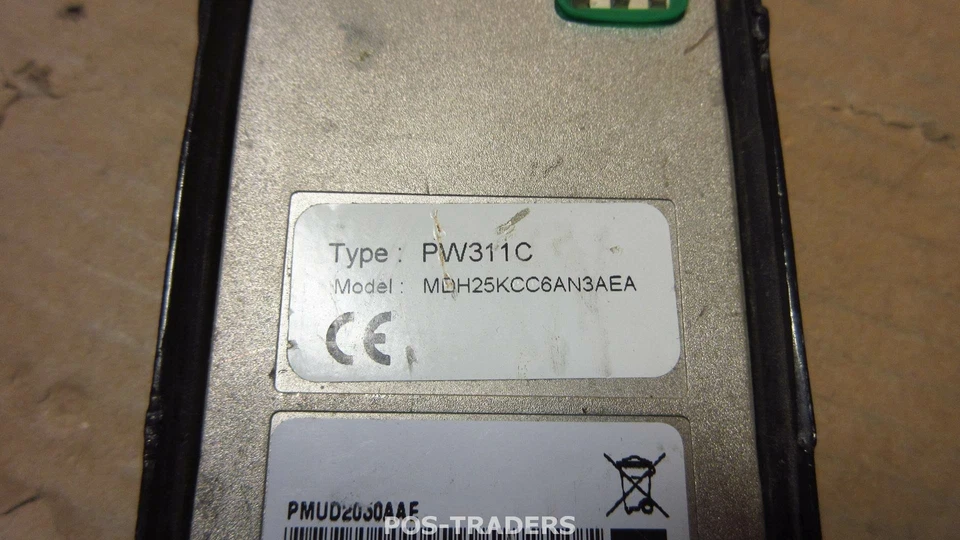 Type : PW311C
Model : MDH25KCC6AN3AEA
CE
PMUD2030AAE
POS-TRADERS